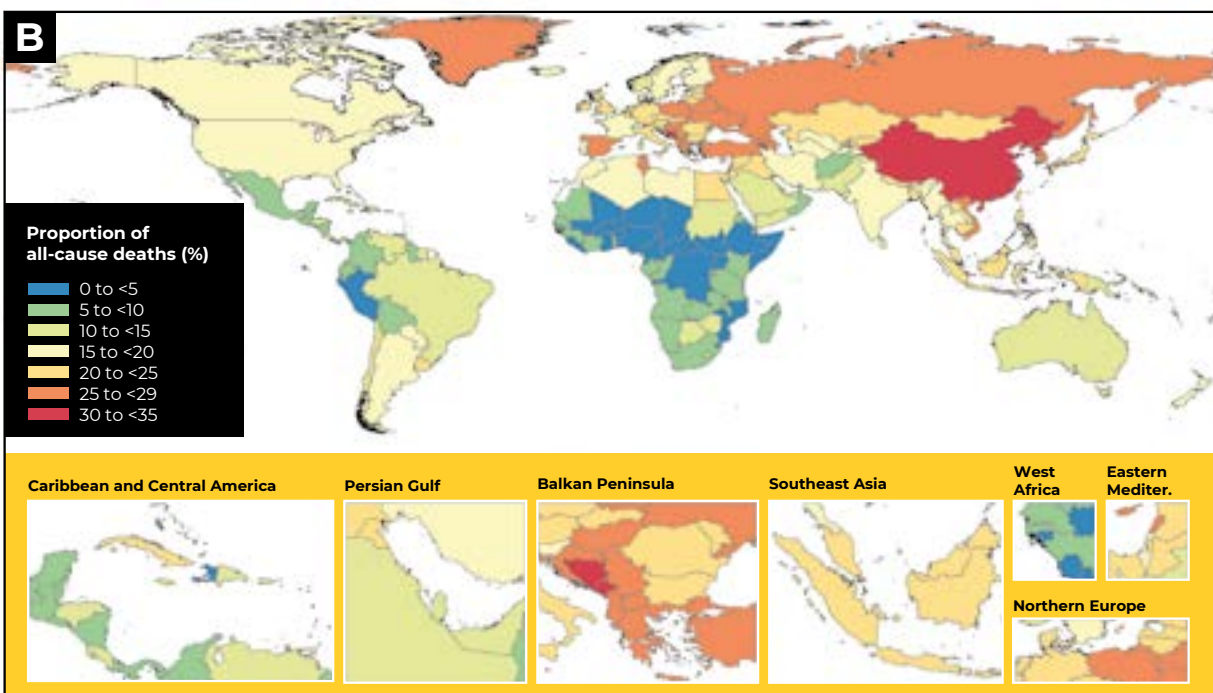 B
Proportion of
all-cause deaths (%)
0 to <5
5 to <10
10 to <15
15 to <20
20 to <25
25 to <29
30 to <35
Caribbean and Central America
Persian Gulf
Balkan Peninsula
Southeast Asia
West
Africa
Eastern
Mediter.
Northern Europe